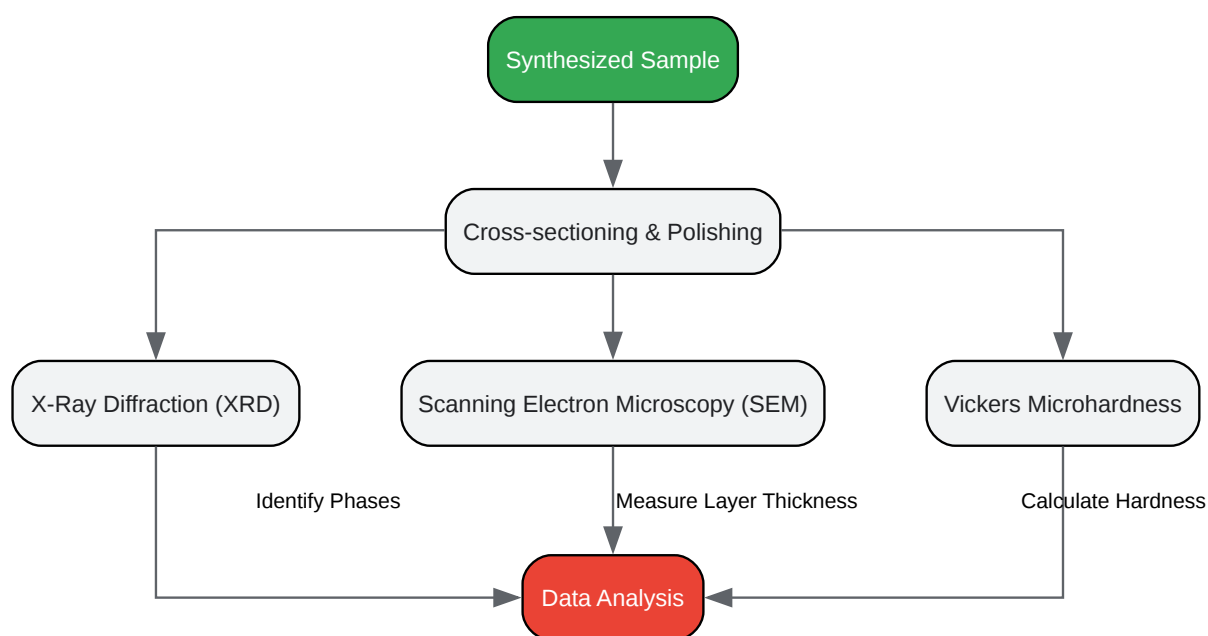 Synthesized Sample
Cross-sectioning & Polishing
X-Ray Diffraction (XRD)
Scanning Electron Microscopy (SEM)
Vickers Microhardness
Identify Phases
Measure Layer Thickness
Calculate Hardness
Data Analysis